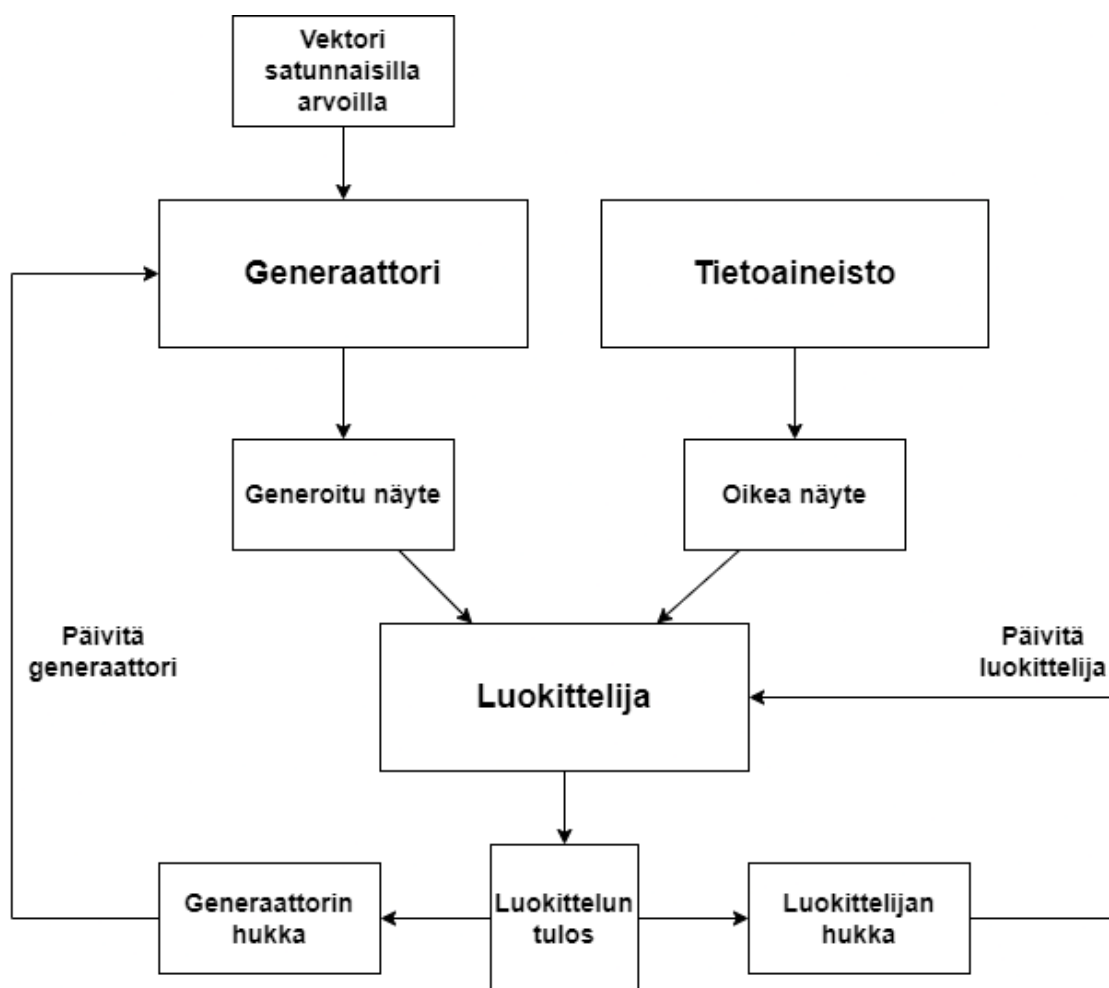 Vektori
satunnaisilla
arvoilla
Generaattori
Tietoaineisto
Generoitu näyte
Oikea näyte
Päivitä
generaattori
Päivitä
luokittelija
Luokittelija
Generaattorin
hukka
Luokittelun
tulos
Luokittelijan
hukka